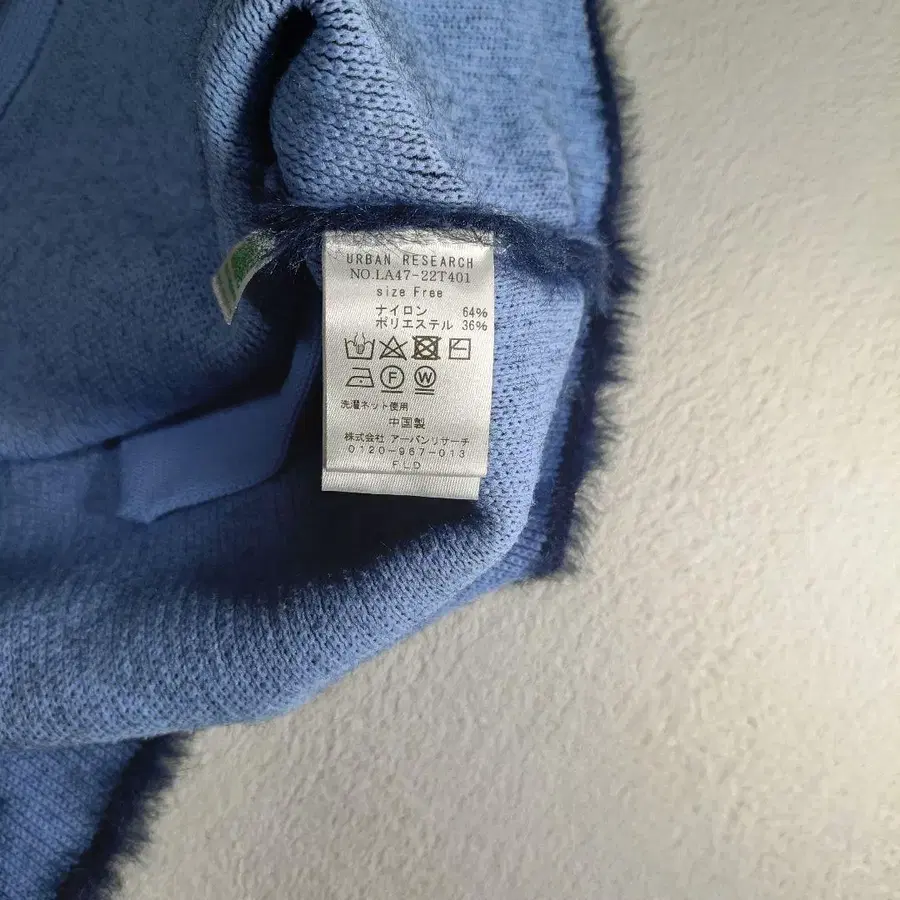 URBAN RESEARCH
NO.LA47-22T401
size Free
ナイロン 64%
ポリエステル 36%
F W
洗濯ネット使用
中国製
株式会社 アーバンリサーチ
0120-967-013
FLD